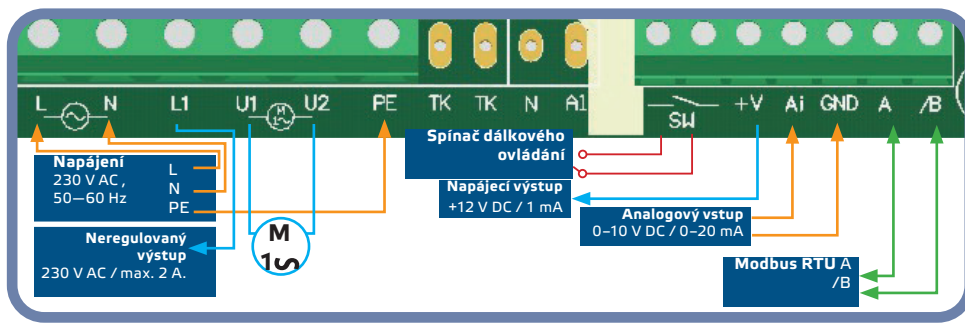 L N L1 U1 M 1~ U2 PE TK TK N A1 SW +V Ai GND A /B
Napájení
230 V AC ,
50—60 Hz
L
N
PE
Neregulovaný
výstup
230 V AC / max. 2 A.
M
1∽
Spínač dálkového
ovládání
Napájecí výstup
+12 V DC / 1 mA
Analogový vstup
0–10 V DC / 0–20 mA
Modbus RTU A
/B